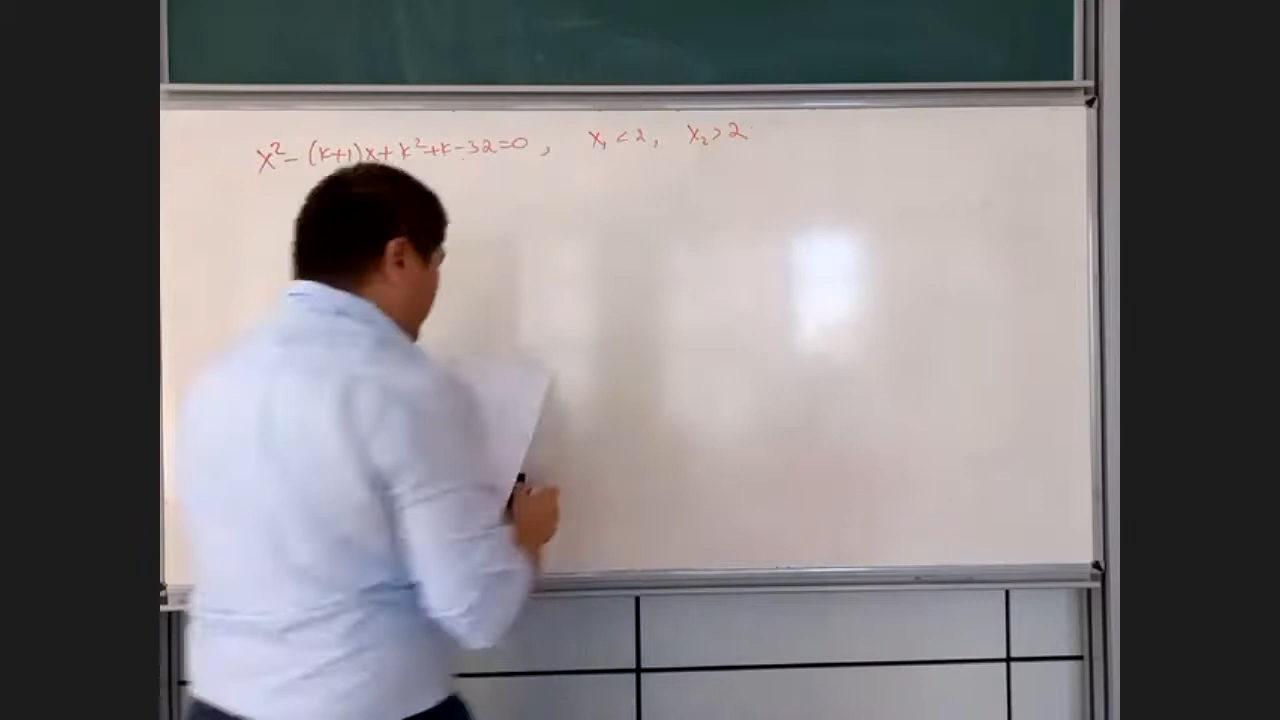 x² - (k+1)x + k² + k - 32 = 0 , x₁ < 2 , x₂ > 2